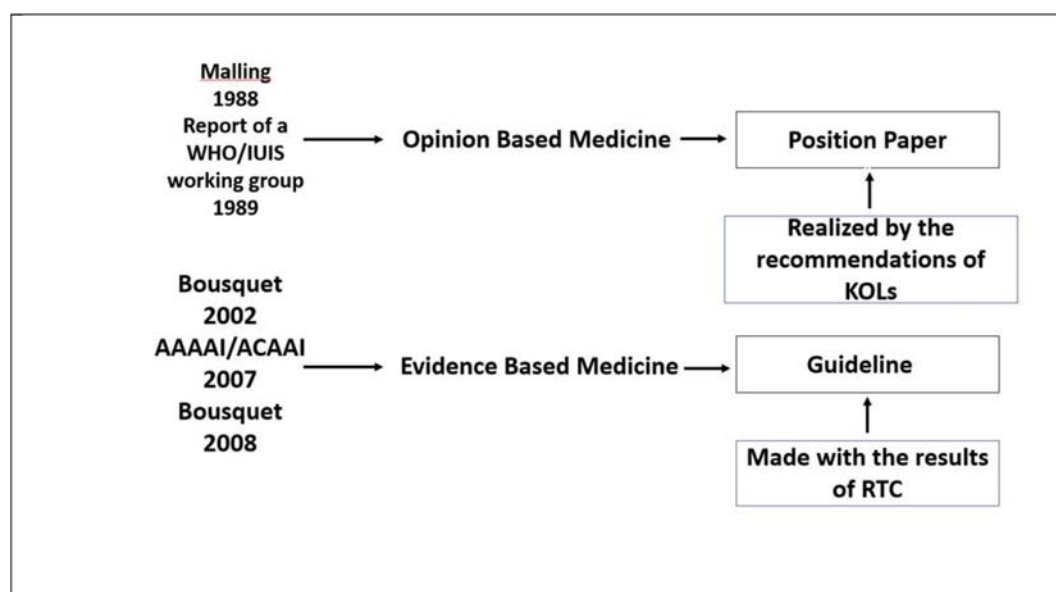 Malling
1988
Report of a
WHO/IUIS
working group
1989
Opinion Based Medicine
Position Paper
Realized by the
recommendations of
KOLs
Bousquet
2002
AAAAI/ACAAI
2007
Bousquet
2008
Evidence Based Medicine
Guideline
Made with the results
of RTC